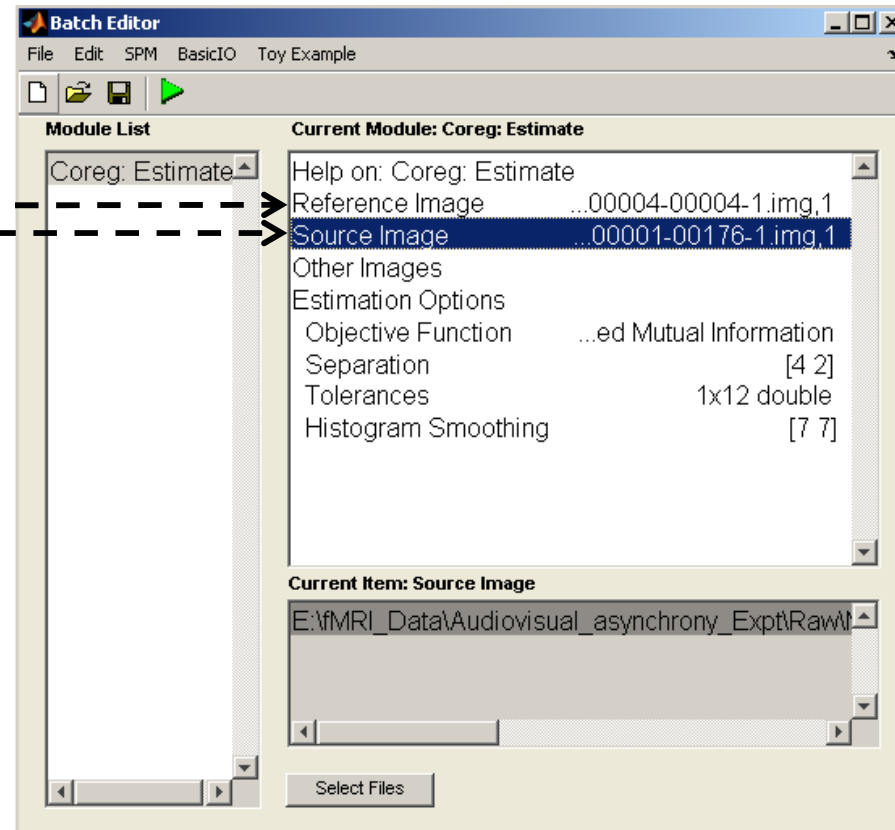 Batch Editor
File Edit SPM BasicIO Toy Example
Module List
Coreg: Estimate
Current Module: Coreg: Estimate
Help on: Coreg: Estimate
Reference Image ...00004-00004-1.img,1
Source Image ...00001-00176-1.img,1
Other Images
Estimation Options
Objective Function ...ed Mutual Information
Separation [4 2]
Tolerances 1x12 double
Histogram Smoothing [7 7]
Current Item: Source Image
E:\fMRI_Data\Audiovisual_asynchrony_Expt\Raw\
Select Files